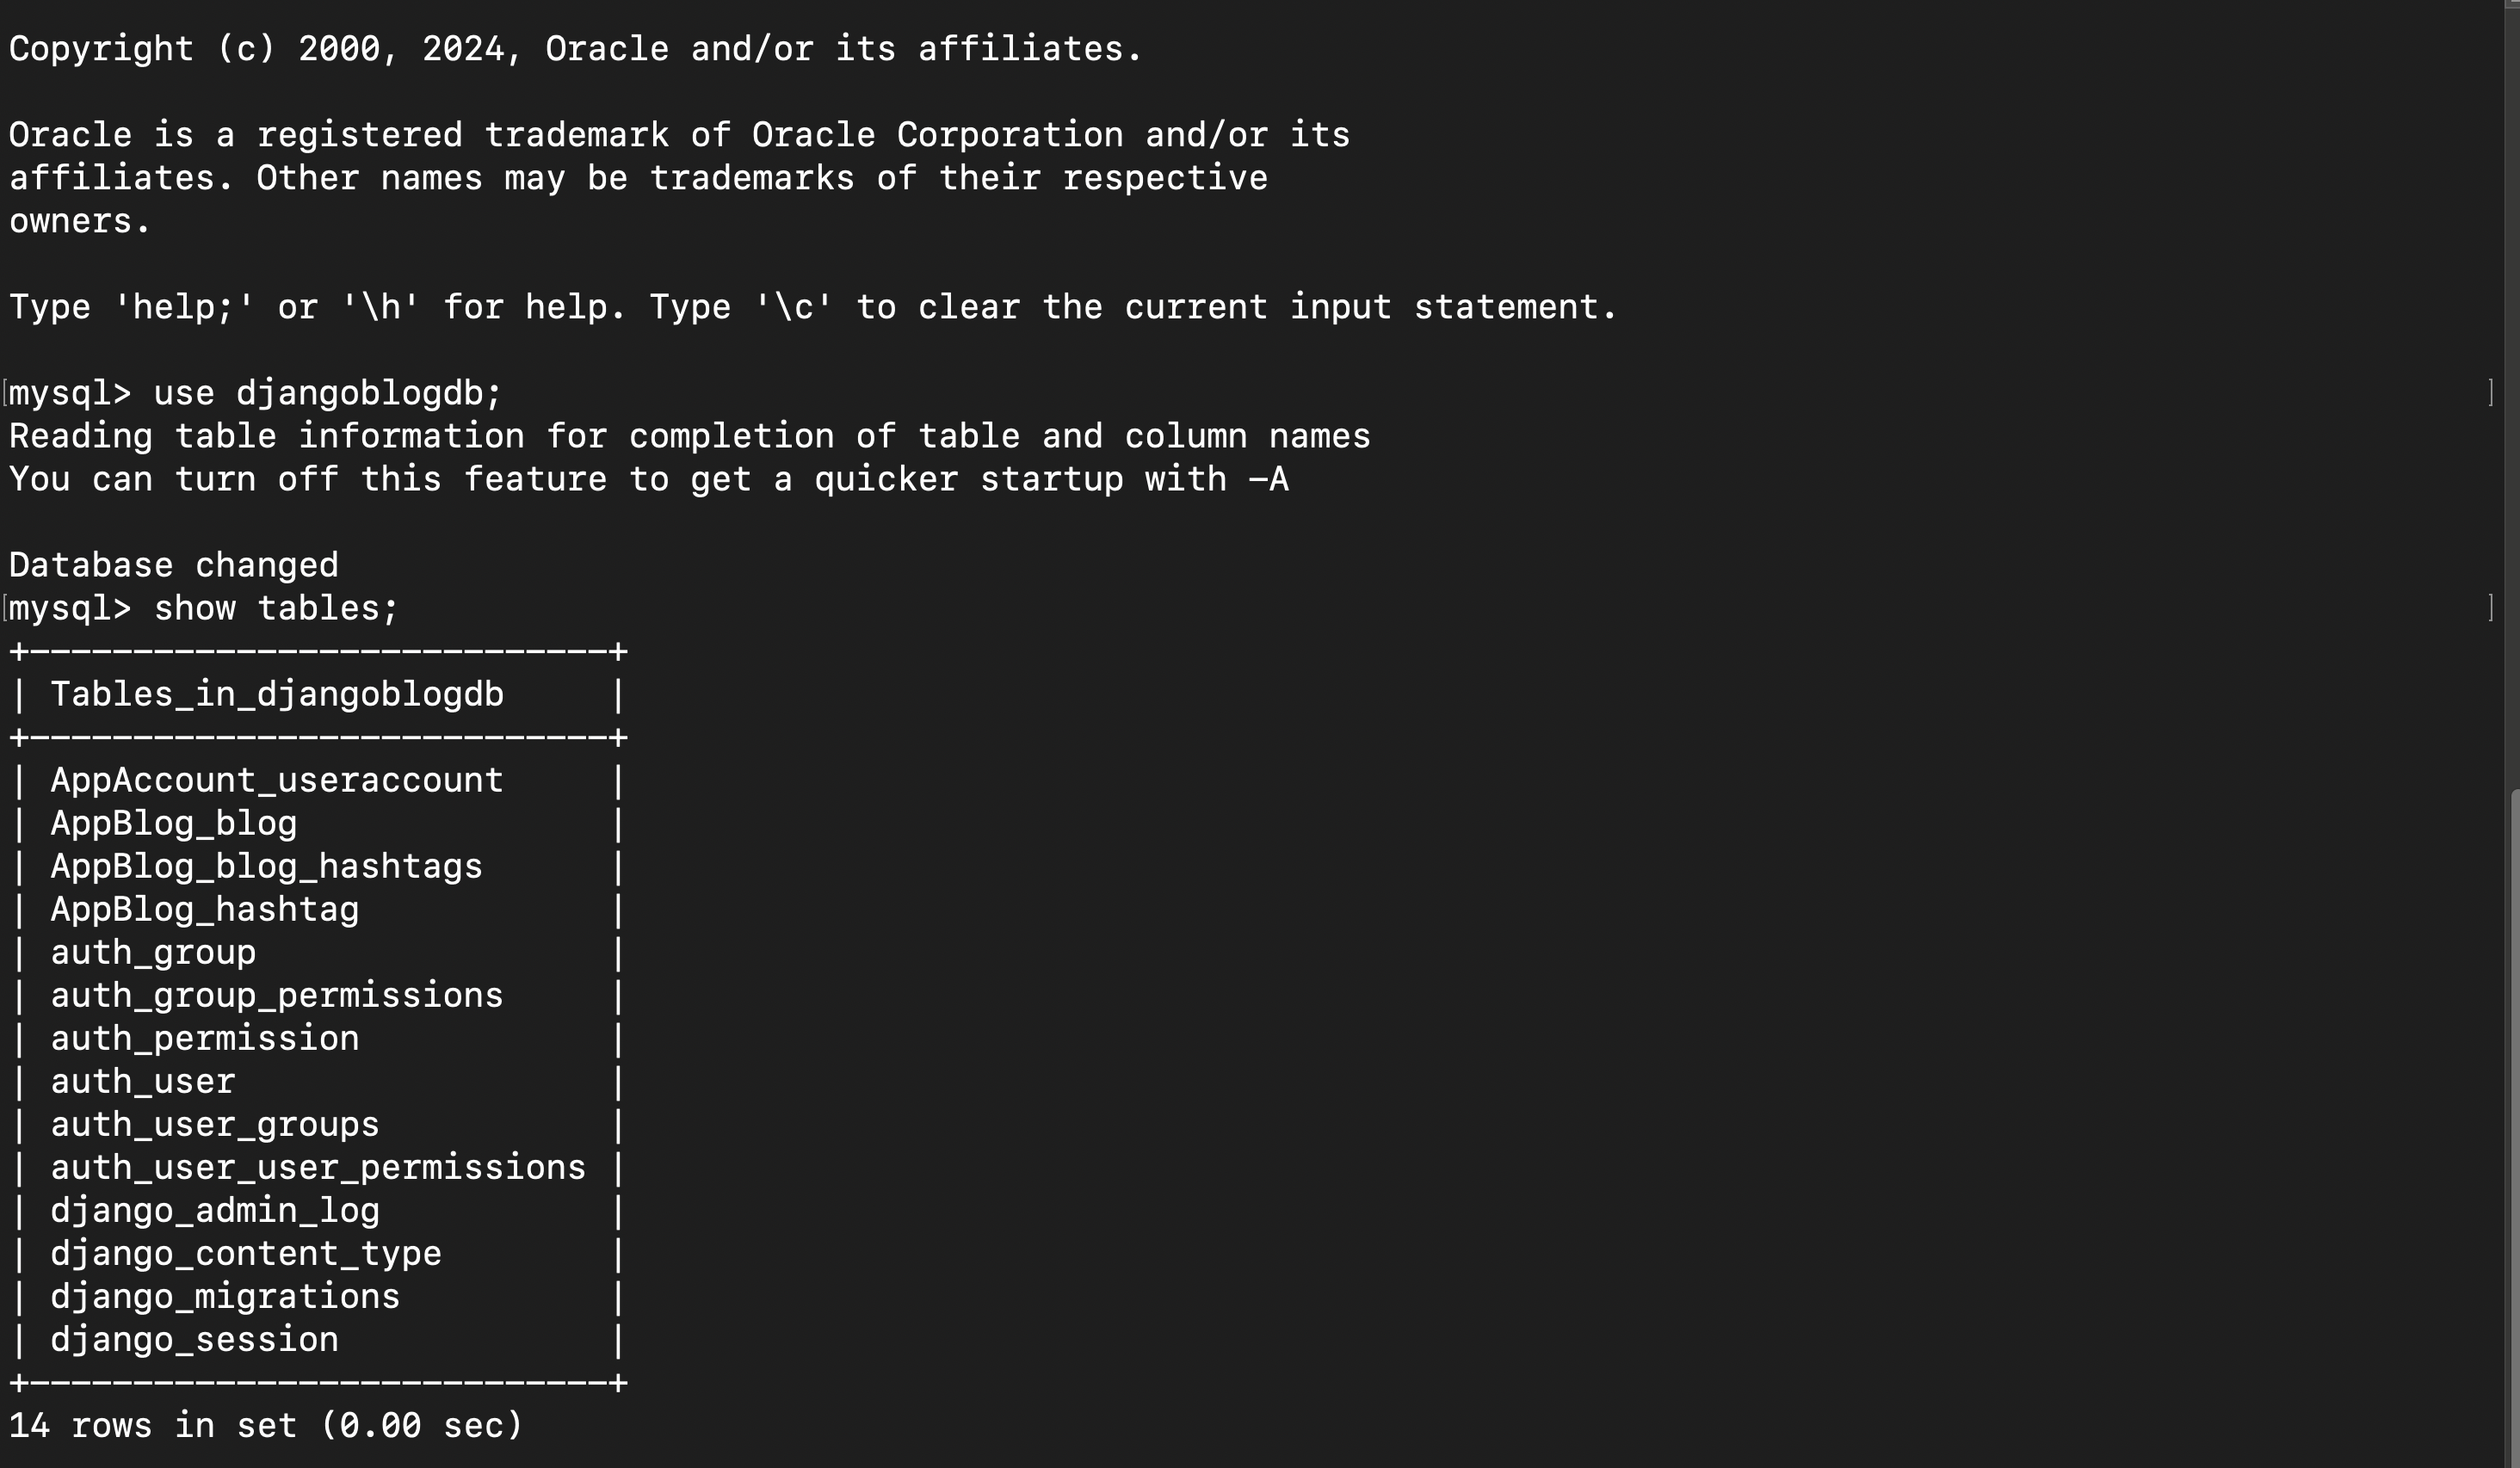 Copyright (c) 2000, 2024, Oracle and/or its affiliates.
Oracle is a registered trademark of Oracle Corporation and/or its
affiliates. Other names may be trademarks of their respective
owners.
Type 'help;' or '\h' for help. Type '\c' to clear the current input statement.
[mysql> use djangoblogdb; ]
Reading table information for completion of table and column names
You can turn off this feature to get a quicker startup with -A
Database changed
[mysql> show tables; ]
+----------------------------+
| Tables_in_djangoblogdb     |
+----------------------------+
| AppAccount_useraccount     |
| AppBlog_blog               |
| AppBlog_blog_hashtags      |
| AppBlog_hashtag            |
| auth_group                 |
| auth_group_permissions     |
| auth_permission            |
| auth_user                  |
| auth_user_groups           |
| auth_user_user_permissions |
| django_admin_log           |
| django_content_type        |
| django_migrations          |
| django_session             |
+----------------------------+
14 rows in set (0.00 sec)